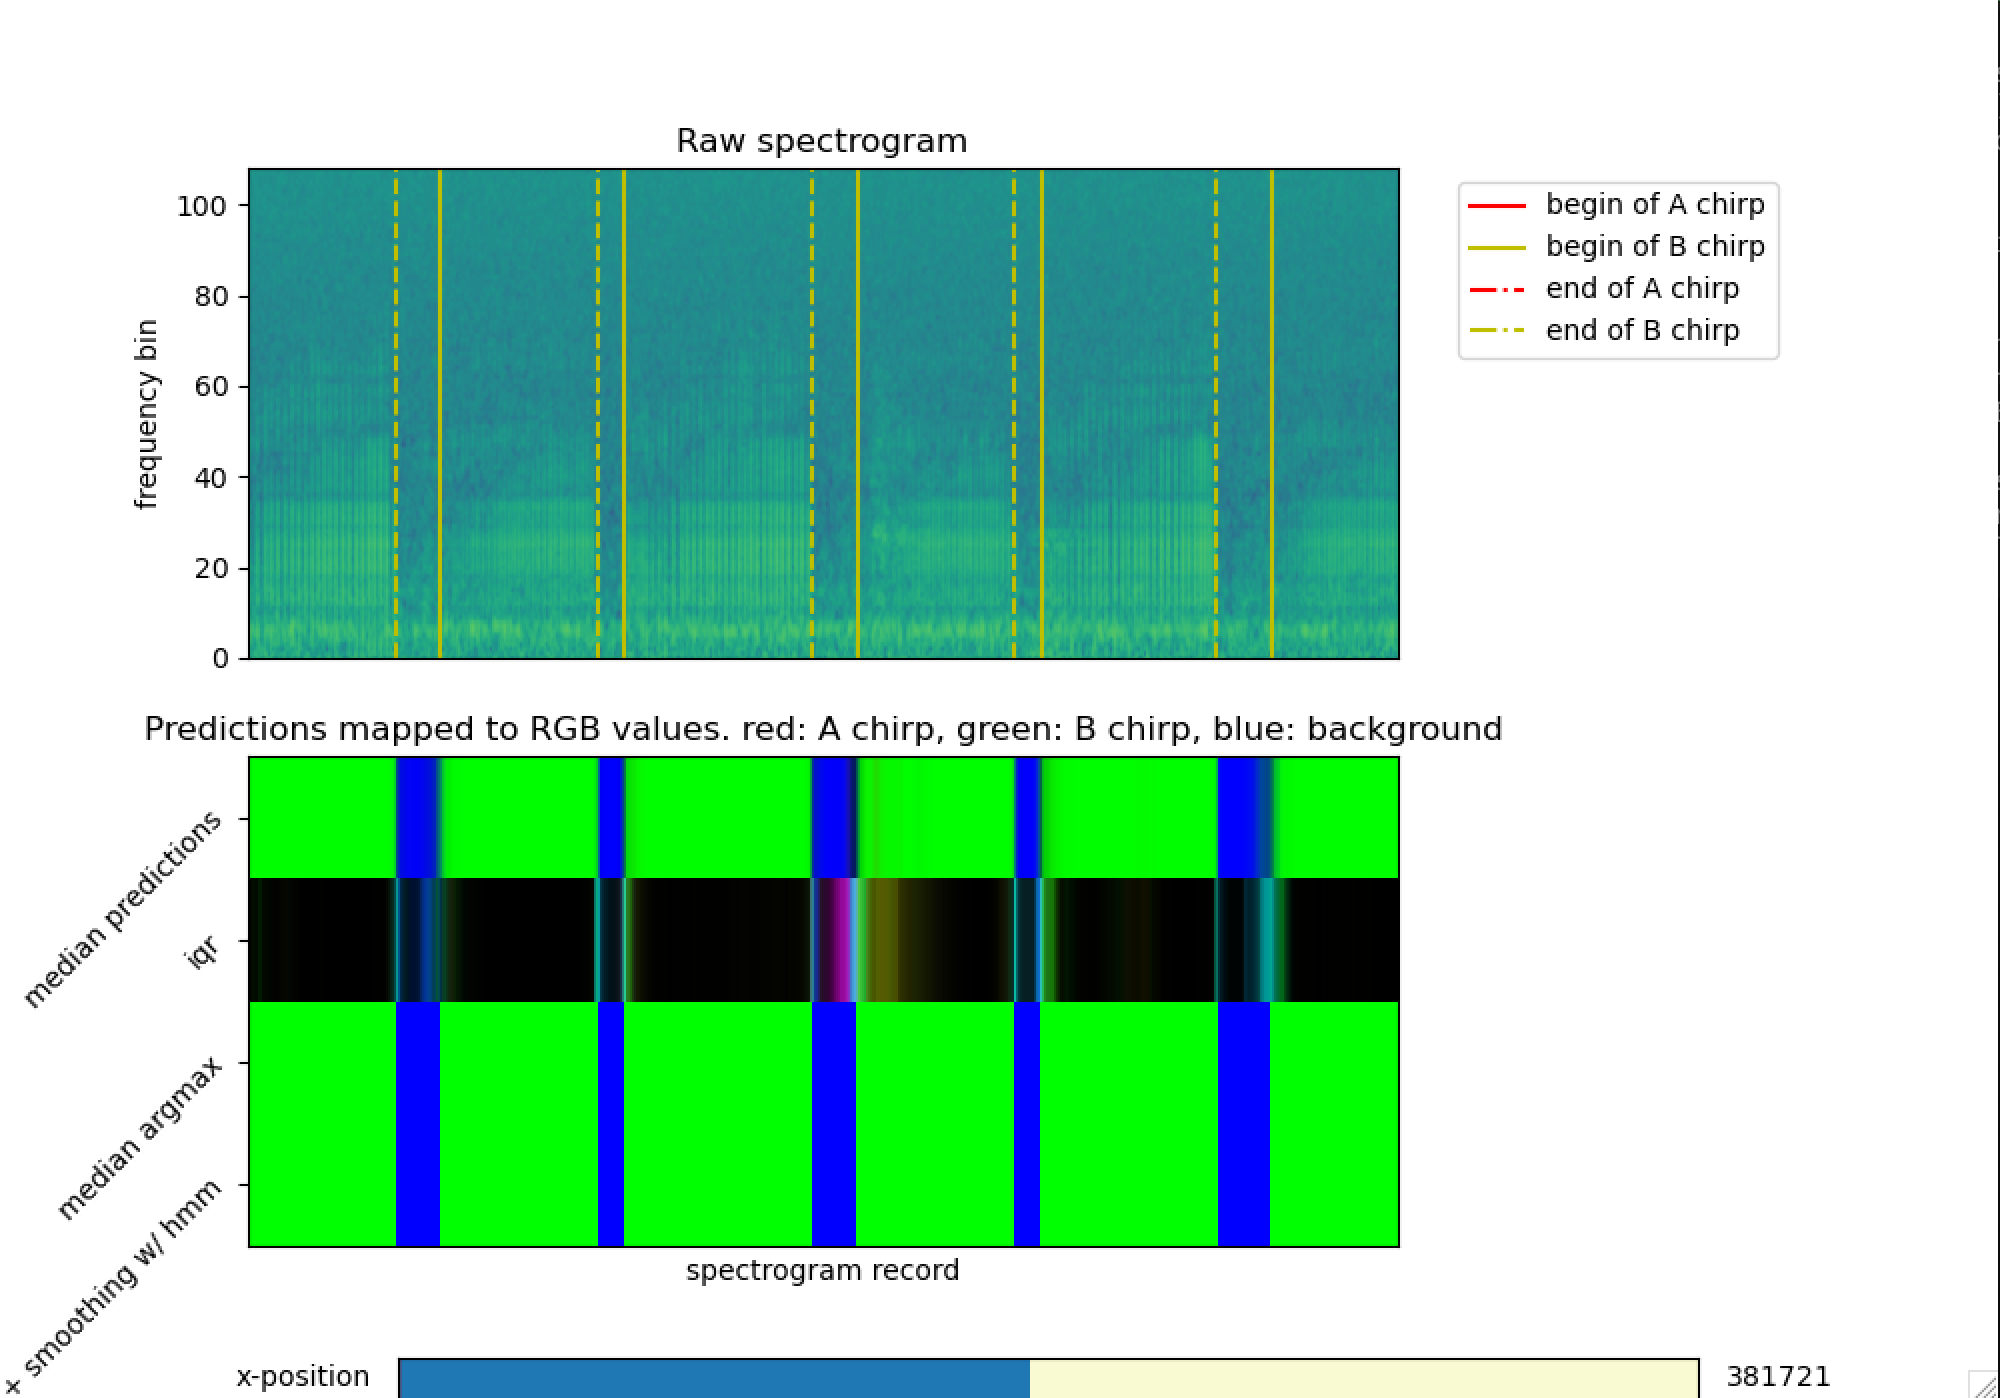 Raw spectrogram
frequency bin
100
80
60
40
20
0
begin of A chirp
begin of B chirp
end of A chirp
end of B chirp
Predictions mapped to RGB values. red: A chirp, green: B chirp, blue: background
median predictions
iqr
median argmax
x smoothing w/ hmm
spectrogram record
x-position
381721